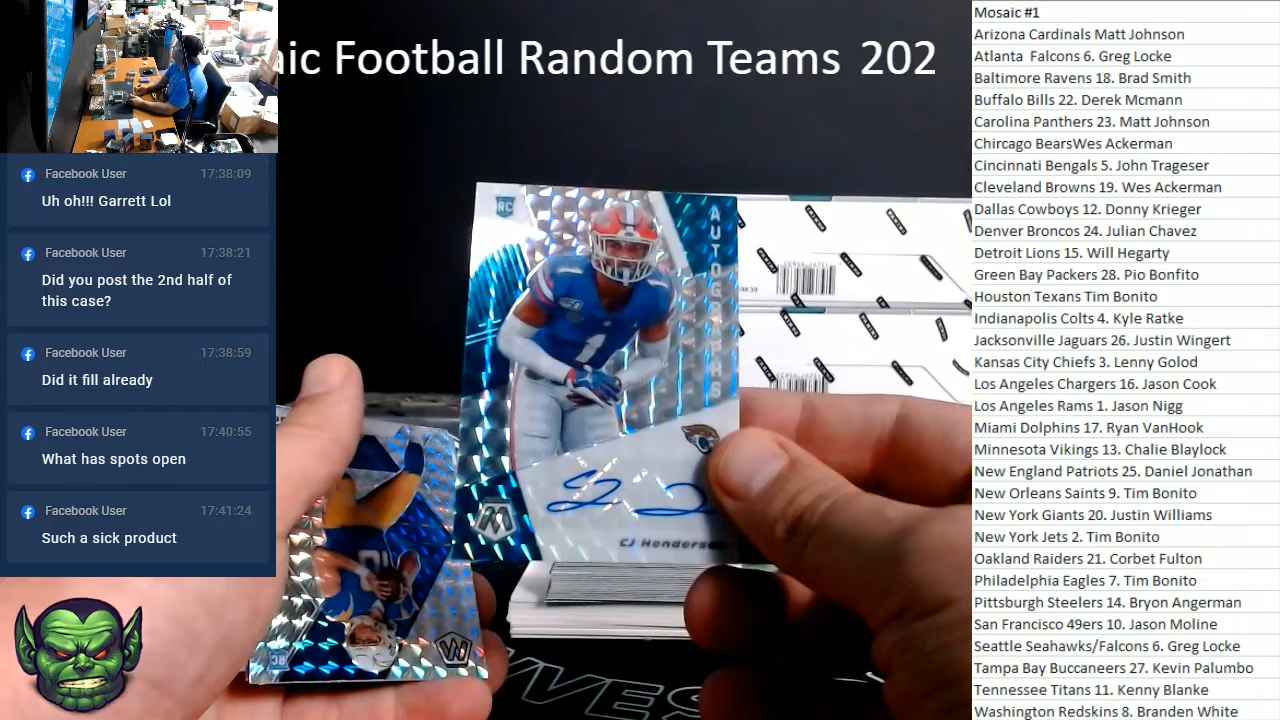 ic Football Random Teams 202
Facebook User 17:38:09
Uh oh!!! Garrett Lol
Facebook User 17:38:21
Did you post the 2nd half of
this case?
Facebook User 17:38:59
Did it fill already
Facebook User 17:40:55
What has spots open
Facebook User 17:41:24
Such a sick product
RC
AUTOGRAPHS
CJ Henderson
RC
Mosaic #1
Arizona Cardinals Matt Johnson
Atlanta Falcons 6. Greg Locke
Baltimore Ravens 18. Brad Smith
Buffalo Bills 22. Derek Mcmann
Carolina Panthers 23. Matt Johnson
Chircago BearsWes Ackerman
Cincinnati Bengals 5. John Trageser
Cleveland Browns 19. Wes Ackerman
Dallas Cowboys 12. Donny Krieger
Denver Broncos 24. Julian Chavez
Detroit Lions 15. Will Hegarty
Green Bay Packers 28. Pio Bonfito
Houston Texans Tim Bonito
Indianapolis Colts 4. Kyle Ratke
Jacksonville Jaguars 26. Justin Wingert
Kansas City Chiefs 3. Lenny Golod
Los Angeles Chargers 16. Jason Cook
Los Angeles Rams 1. Jason Nigg
Miami Dolphins 17. Ryan VanHook
Minnesota Vikings 13. Chalie Blaylock
New England Patriots 25. Daniel Jonathan
New Orleans Saints 9. Tim Bonito
New York Giants 20. Justin Williams
New York Jets 2. Tim Bonito
Oakland Raiders 21. Corbet Fulton
Philadelphia Eagles 7. Tim Bonito
Pittsburgh Steelers 14. Bryon Angerman
San Francisco 49ers 10. Jason Moline
Seattle Seahawks/Falcons 6. Greg Locke
Tampa Bay Buccaneers 27. Kevin Palumbo
Tennessee Titans 11. Kenny Blanke
Washington Redskins 8. Branden White